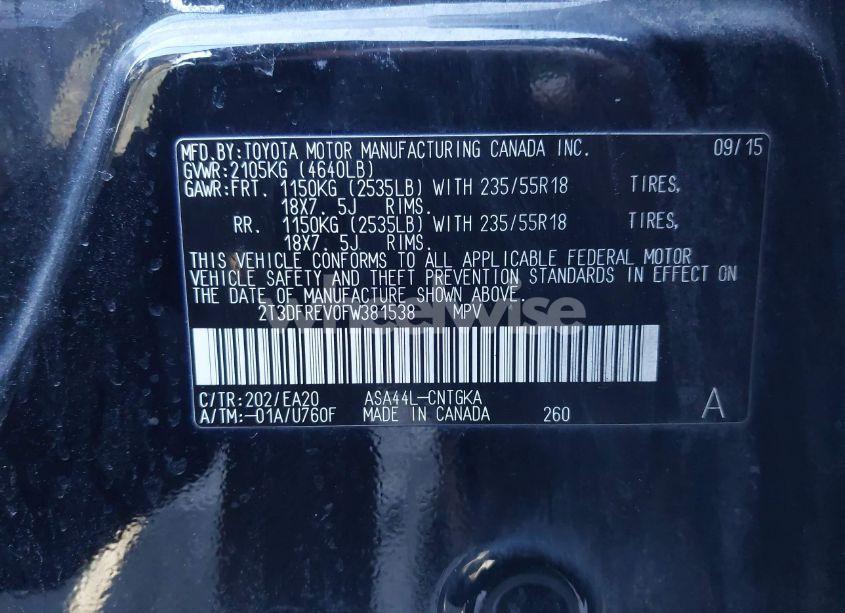 MFD.BY:TOYOTA MOTOR MANUFACTURING CANADA INC. 09/15
GVWR:2105KG (4640LB)
GAWR:FRT. 1150KG (2535LB) WITH 235/55R18 TIRES,
18X7. 5J RIMS.
RR. 1150KG (2535LB) WITH 235/55R18 TIRES,
18X7. 5J RIMS.
THIS VEHICLE CONFORMS TO ALL APPLICABLE FEDERAL MOTOR
VEHICLE SAFETY AND THEFT PREVENTION STANDARDS IN EFFECT ON
THE DATE OF MANUFACTURE SHOWN ABOVE.
2T3DFREV0FW381538 MPV
wheelwise
C/TR:202/EA20 ASA44L-CNTGKA
A/TM:-01A/U760F MADE IN CANADA 260 A